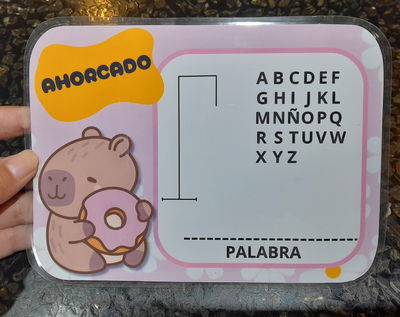 AHORCADO
A B C D E F
G H I J K L
M N Ñ O P Q
R S T U V W
X Y Z
PALABRA